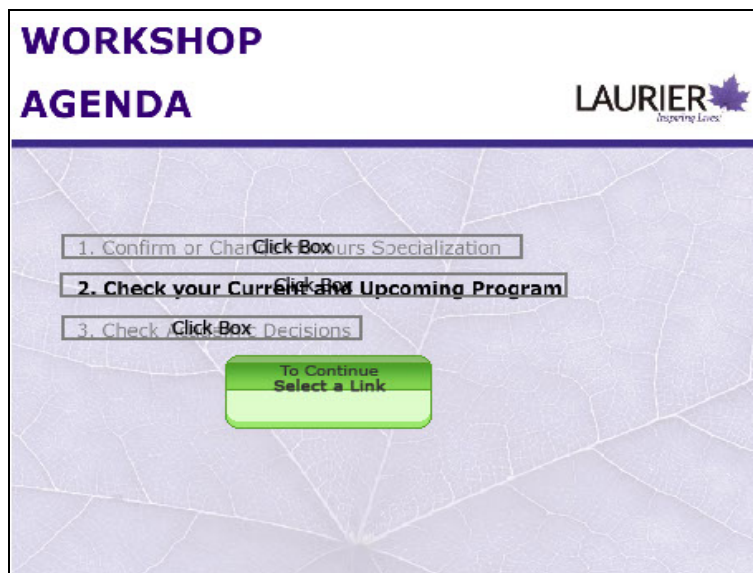 WORKSHOP
AGENDA
LAURIER
Inspiring Lives!
1. Confirm or Change Honours Specialization
Click Box
2. Check your Current and Upcoming Program
Click Box
3. Check Academic Decisions
Click Box
To Continue
Select a Link